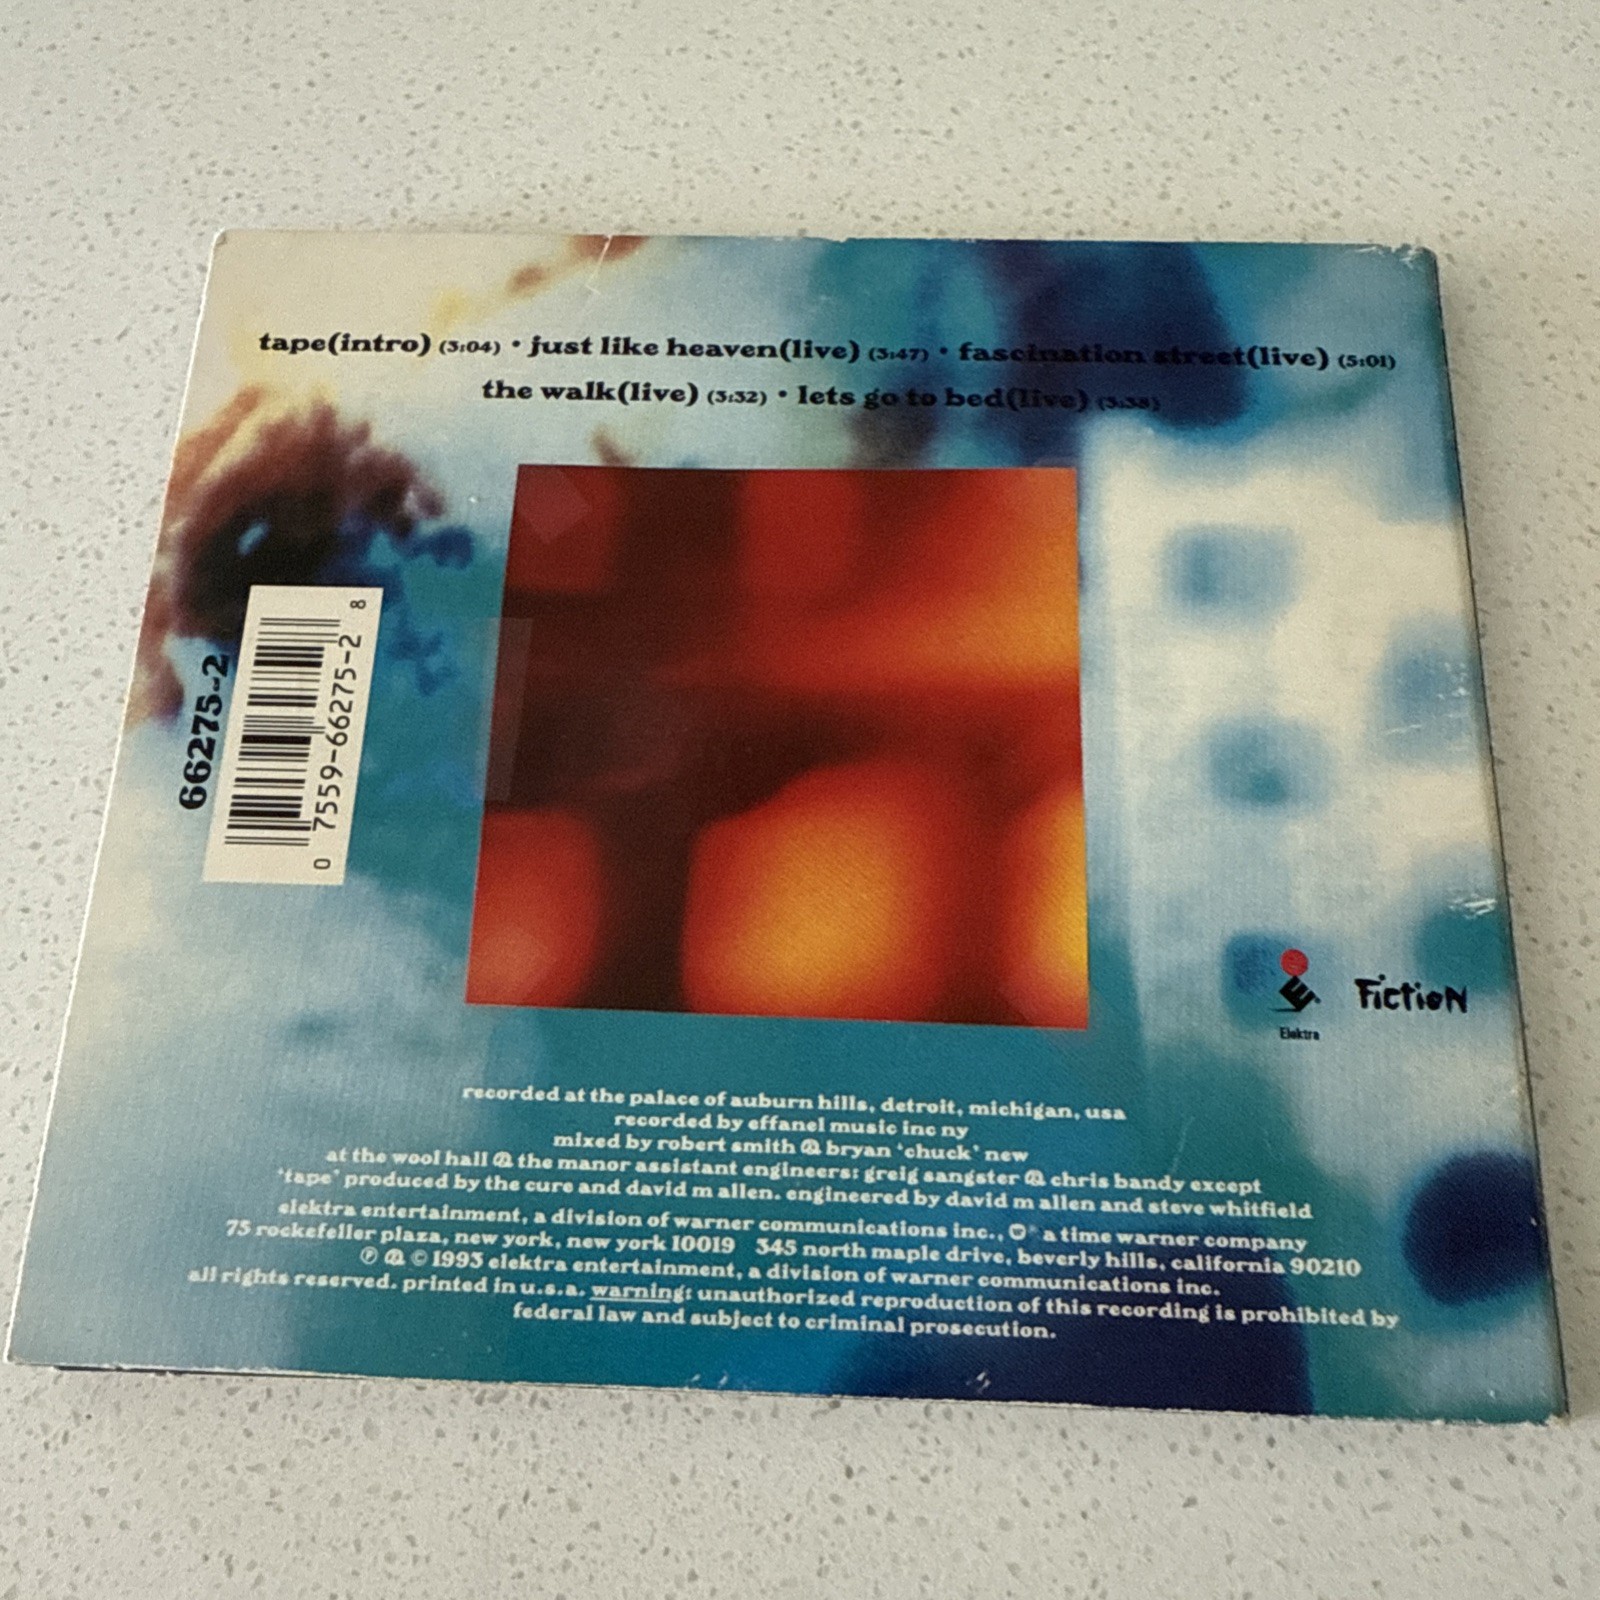 tape(intro) (3:04) • just like heaven(live) (3:47) • fascination street(live) (5:01)
the walk(live) (3:32) • lets go to bed(live) (3:38)
66275-2
0 7559-66275-2 8
Elektra
Fiction
recorded at the palace of auburn hills, detroit, michigan, usa
recorded by effanel music inc ny
mixed by robert smith & bryan 'chuck' new
at the wool hall & the manor assistant engineers: greig sangster & chris bandy except
'tape' produced by the cure and david m allen. engineered by david m allen and steve whitfield
elektra entertainment, a division of warner communications inc., a time warner company
75 rockefeller plaza, new york, new york 10019 345 north maple drive, beverly hills, california 90210
℗ & © 1993 elektra entertainment, a division of warner communications inc.
all rights reserved. printed in u.s.a. warning: unauthorized reproduction of this recording is prohibited by
federal law and subject to criminal prosecution.